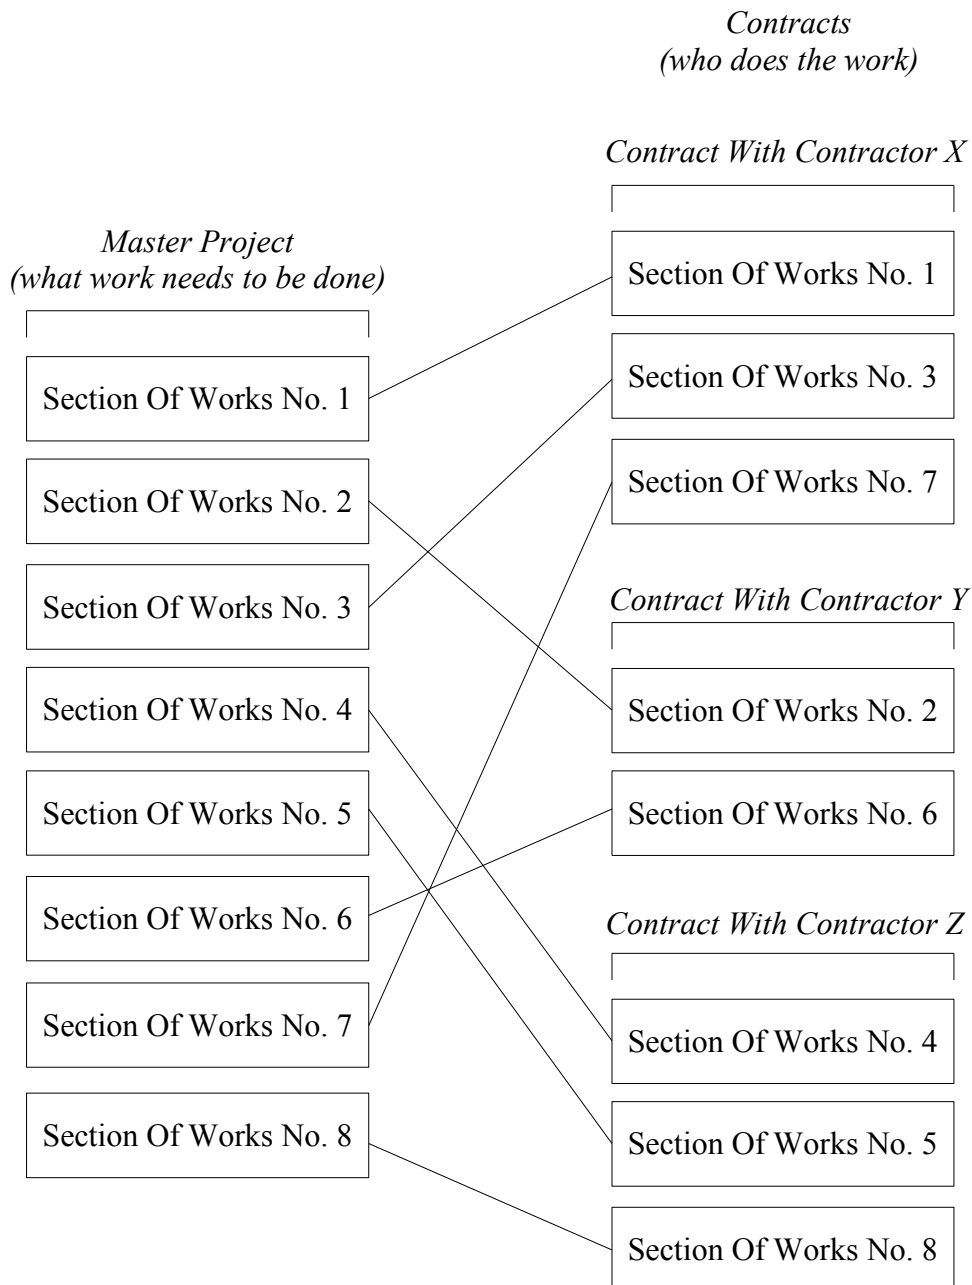 Contracts
(who does the work)
Contract With Contractor X
Section Of Works No. 1
Section Of Works No. 3
Section Of Works No. 7
Master Project
(what work needs to be done)
Section Of Works No. 1
Section Of Works No. 2
Section Of Works No. 3
Section Of Works No. 4
Section Of Works No. 5
Section Of Works No. 6
Section Of Works No. 7
Section Of Works No. 8
Contract With Contractor Y
Section Of Works No. 2
Section Of Works No. 6
Contract With Contractor Z
Section Of Works No. 4
Section Of Works No. 5
Section Of Works No. 8